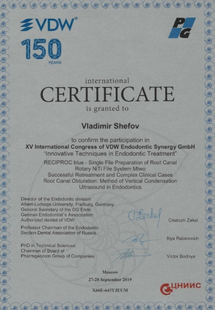 VDW
PG
150
YEARS
international
CERTIFICATE
is granted to
Vladimir Shefov
to confirm the participation in
XV International Congress of VDW Endodontic Synergy GmbH
"Innovative Techniques in Endodontic Treatment"
RECIPROC blue - Single File Preparation of Root Canal
Rotary NiTi File System Mtwo
Successful Retreatment and Complex Clinical Cases
Root Canal Obturation: Method of Vertical Condensation
Ultrasound in Endodontics
Director of the Endodontic division
Albert-Ludwigs-University, Freiburg, Germany
General Secretary of the DG Endo
German Endodontist's Association
Authorized dentist of VDW
Professor Chairman of the Endodontic
Section Dental Association of Russia
PhD in Technical Sciences
Chairman of Board of
Pharmgeocom Group of Companies
Moscow
27-28 September 2019
ЦНИИС